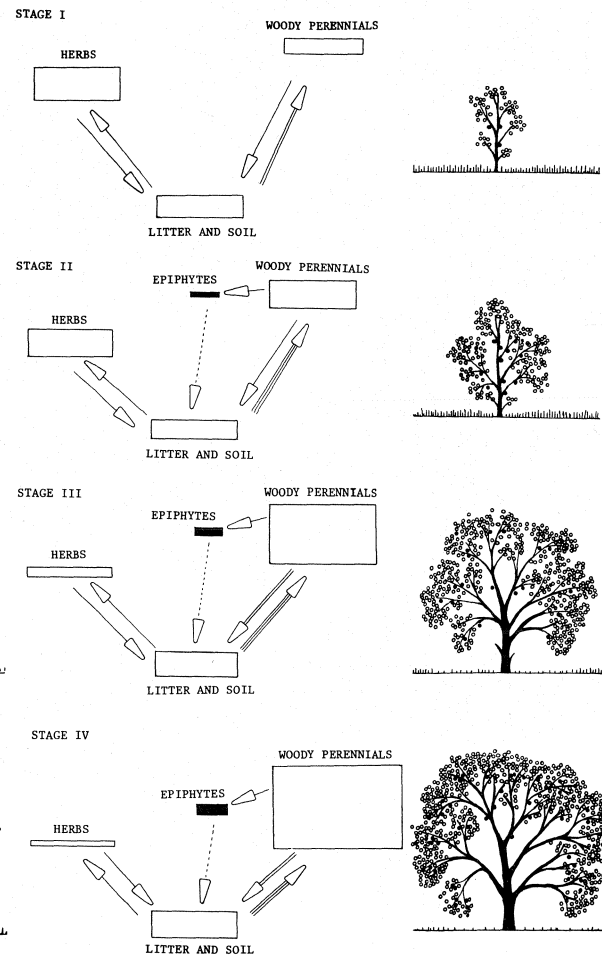 STAGE I
WOODY PERENNIALS
HERBS
LITTER AND SOIL
STAGE II
WOODY PERENNIALS
EPIPHYTES
HERBS
LITTER AND SOIL
STAGE III
WOODY PERENNIALS
EPIPHYTES
HERBS
LITTER AND SOIL
STAGE IV
WOODY PERENNIALS
EPIPHYTES
HERBS
LITTER AND SOIL